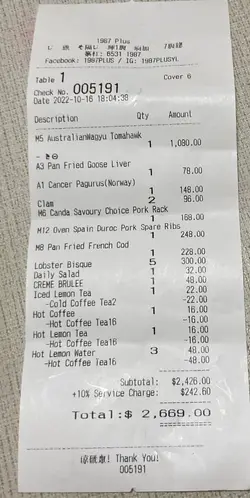 1987 Plus
6531 1987
Facebook: 1987PLUS / IG: 1987PLUSYL
Table 1 Cover 6
Check No. 005191
Date 2022-10-16 18:04:38
Description Qty Amount
M5 AustralianWagyu Tomahawk
1 1,080.00
A3 Pan Fried Goose Liver
1 78.00
A1 Cancer Pagurus(Norway)
1 148.00
Clam 2 96.00
M6 Canda Savoury Choice Pork Rack
1 168.00
M12 Oven Spain Duroc Pork Spare Ribs
1 248.00
M8 Pan Fried French Cod
1 228.00
Lobster Bisque 5 300.00
Daily Salad 1 32.00
CREME BRULEE 1 48.00
Iced Lemon Tea 1 22.00
-Cold Coffee Tea2 -22.00
Hot Coffee 1 16.00
-Hot Coffee Tea16 -16.00
Hot Lemon Tea 1 16.00
-Hot Coffee Tea16 -16.00
Hot Lemon Water 3 48.00
-Hot Coffee Tea16 -48.00
Subtotal: $2,426.00
+10% Service Charge: $242.60
Total:$ 2,669.00
Thank You!
005191